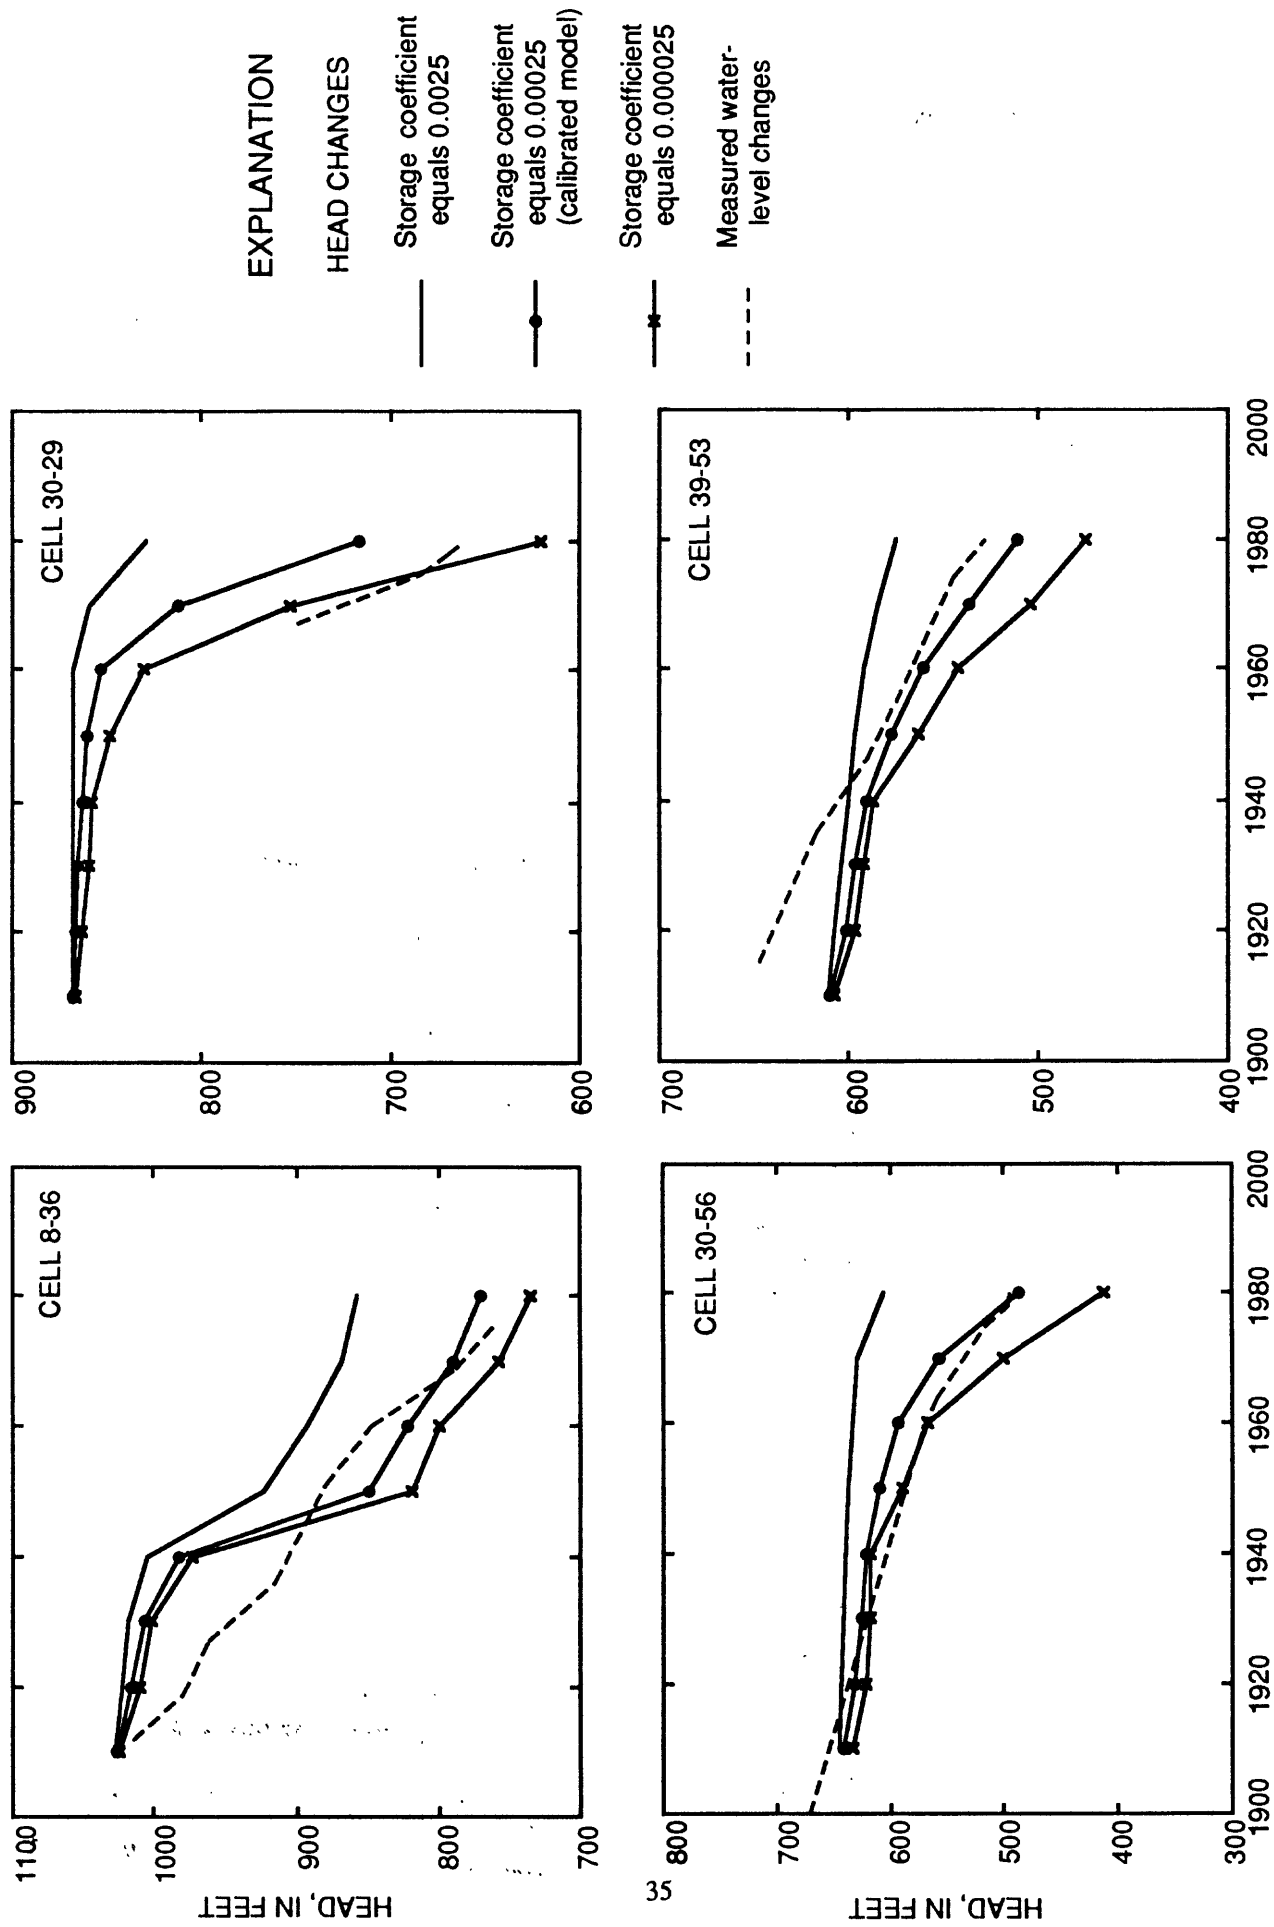 HEAD, IN FEET
1100
1000
900
800
700
CELL 8-36
900
800
700
600
CELL 30-29
HEAD, IN FEET
800
700
600
500
400
300
1900
1920
1940
1960
1980
2000
CELL 30-56
700
600
500
400
1900
1920
1940
1960
1980
2000
CELL 39-53
EXPLANATION
HEAD CHANGES
Storage coefficient
equals 0.0025
Storage coefficient
equals 0.00025
(calibrated model)
Storage coefficient
equals 0.000025
Measured water-
level changes
35